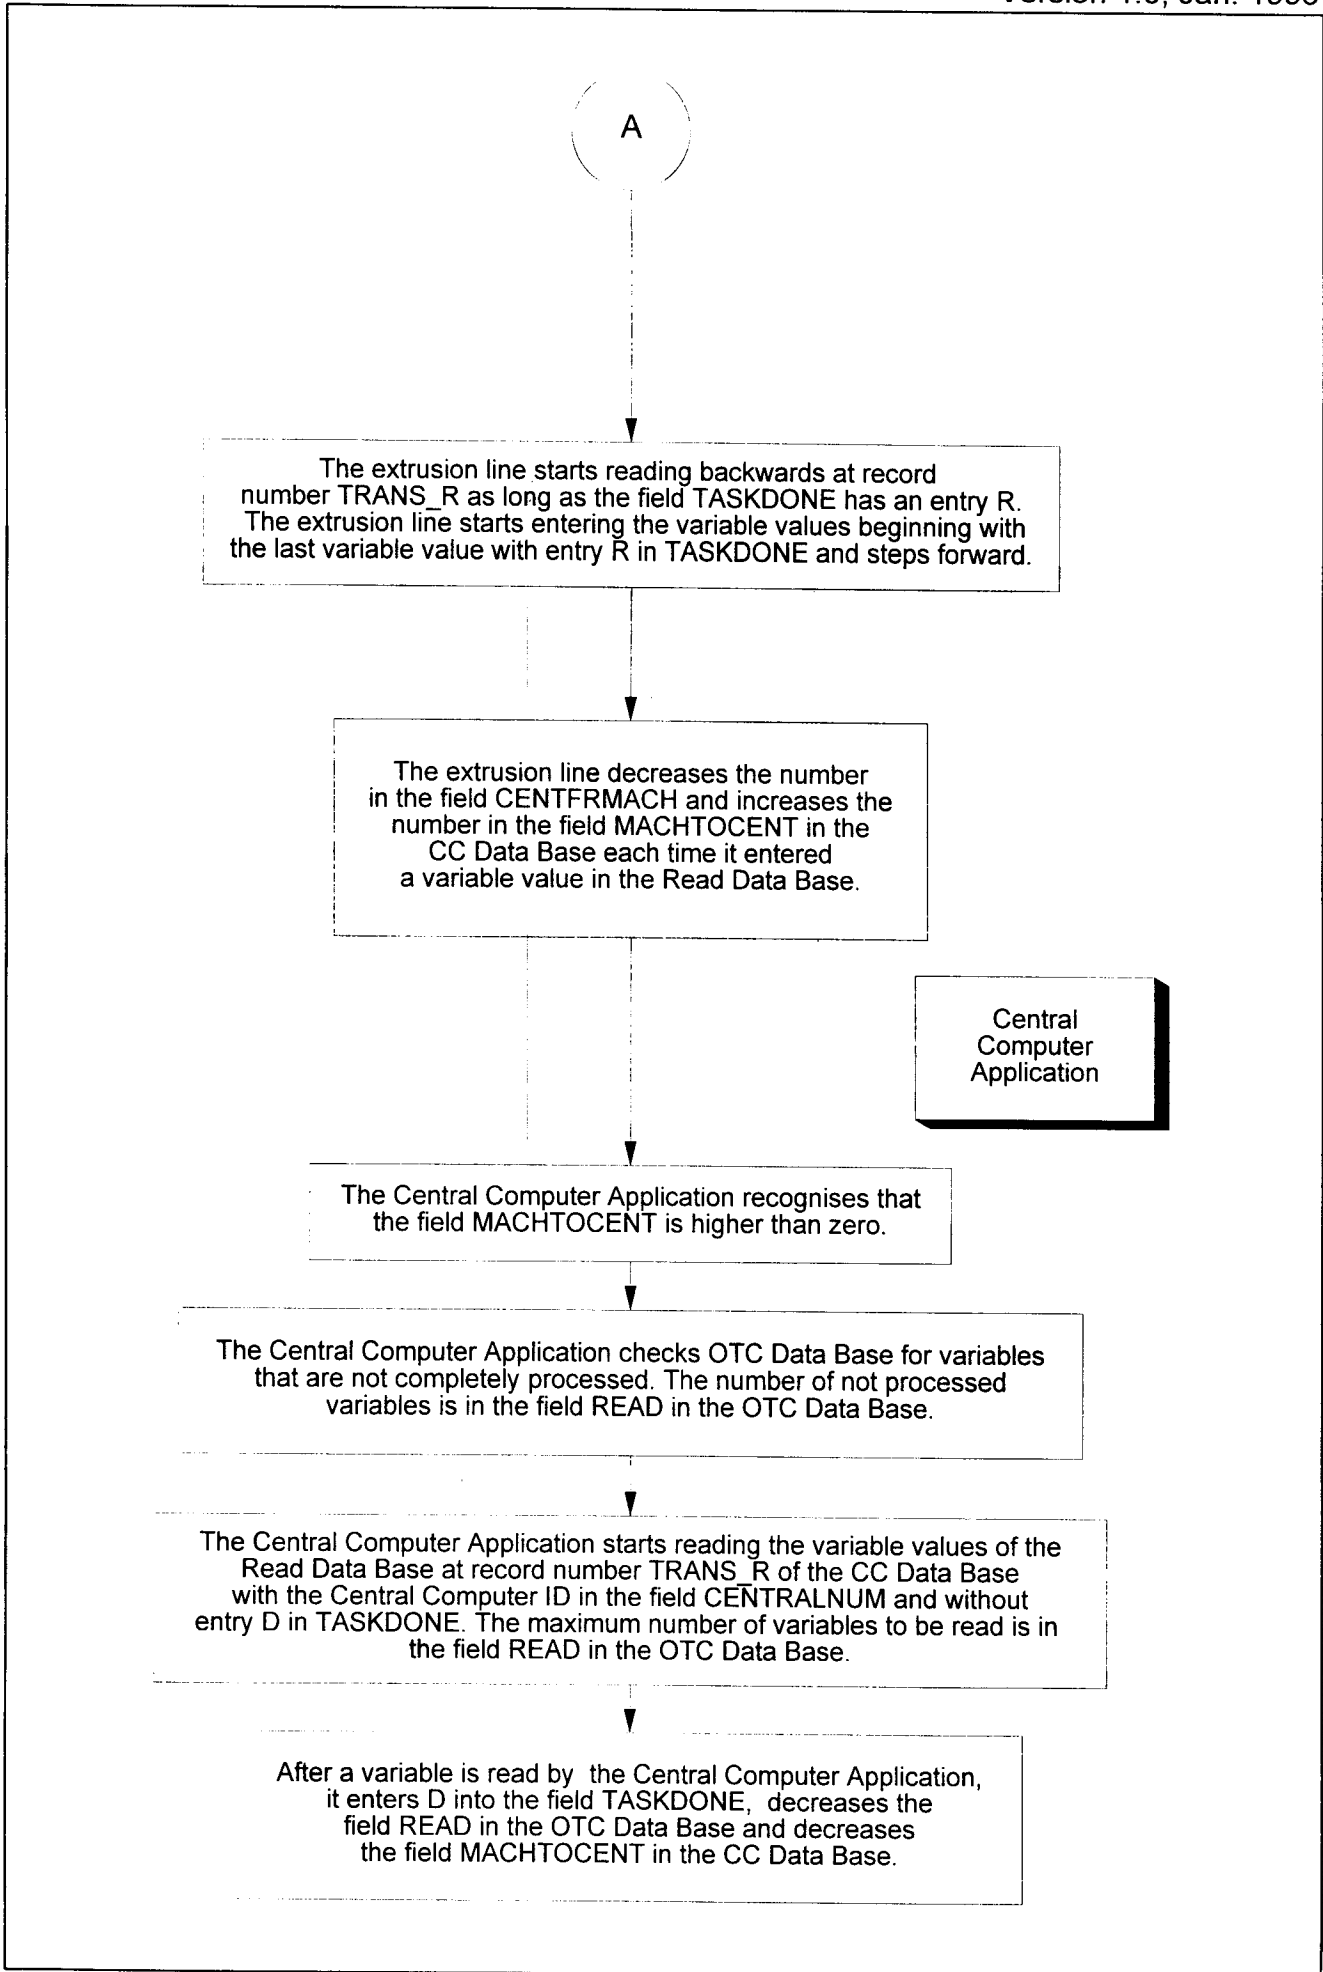 A
The extrusion line starts reading backwards at record
number TRANS_R as long as the field TASKDONE has an entry R.
The extrusion line starts entering the variable values beginning with
the last variable value with entry R in TASKDONE and steps forward.
The extrusion line decreases the number
in the field CENTFRMACH and increases the
number in the field MACHTOCENT in the
CC Data Base each time it entered
a variable value in the Read Data Base.
Central
Computer
Application
The Central Computer Application recognises that
the field MACHTOCENT is higher than zero.
The Central Computer Application checks OTC Data Base for variables
that are not completely processed. The number of not processed
variables is in the field READ in the OTC Data Base.
The Central Computer Application starts reading the variable values of the
Read Data Base at record number TRANS_R of the CC Data Base
with the Central Computer ID in the field CENTRALNUM and without
entry D in TASKDONE. The maximum number of variables to be read is in
the field READ in the OTC Data Base.
After a variable is read by the Central Computer Application,
it enters D into the field TASKDONE, decreases the
field READ in the OTC Data Base and decreases
the field MACHTOCENT in the CC Data Base.